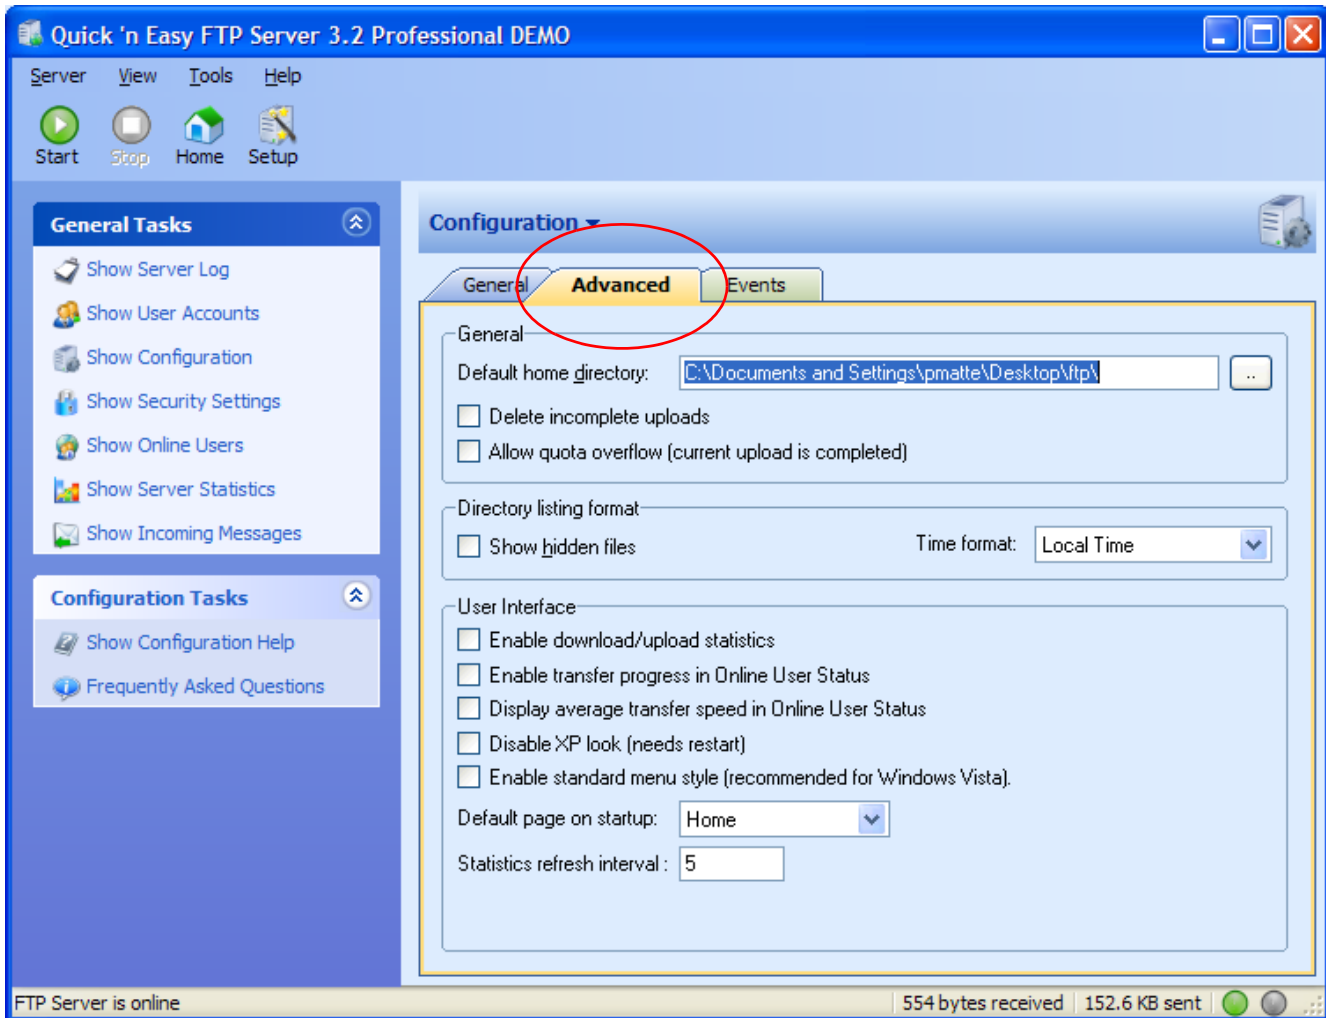 Quick 'n Easy FTP Server 3.2 Professional DEMO
Server View Tools Help
Start Stop Home Setup
General Tasks
Show Server Log
Show User Accounts
Show Configuration
Show Security Settings
Show Online Users
Show Server Statistics
Show Incoming Messages
Configuration Tasks
Show Configuration Help
Frequently Asked Questions
Configuration
General Advanced Events
General
Default home directory: C:\Documents and Settings\pmatte\Desktop\ftp\ ..
Delete incomplete uploads
Allow quota overflow (current upload is completed)
Directory listing format
Show hidden files Time format: Local Time
User Interface
Enable download/upload statistics
Enable transfer progress in Online User Status
Display average transfer speed in Online User Status
Disable XP look (needs restart)
Enable standard menu style (recommended for Windows Vista).
Default page on startup: Home
Statistics refresh interval : 5
FTP Server is online 554 bytes received 152.6 KB sent